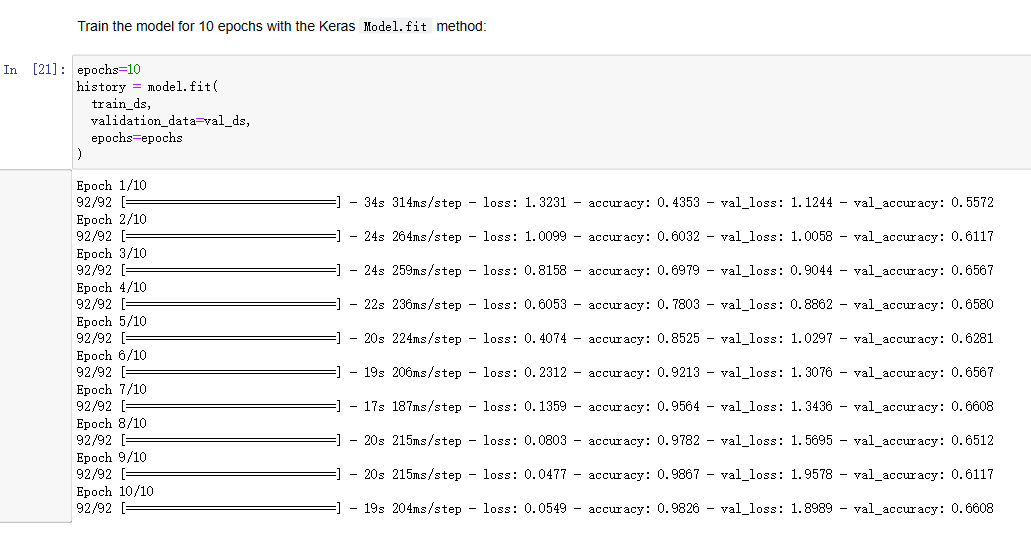 Train the model for 10 epochs with the Keras Model.fit method:
In [21]:
epochs=10
history = model.fit(
  train_ds,
  validation_data=val_ds,
  epochs=epochs
)
Epoch 1/10
92/92 [==============================] - 34s 314ms/step - loss: 1.3231 - accuracy: 0.4353 - val_loss: 1.1244 - val_accuracy: 0.5572
Epoch 2/10
92/92 [==============================] - 24s 264ms/step - loss: 1.0099 - accuracy: 0.6032 - val_loss: 1.0058 - val_accuracy: 0.6117
Epoch 3/10
92/92 [==============================] - 24s 259ms/step - loss: 0.8158 - accuracy: 0.6979 - val_loss: 0.9044 - val_accuracy: 0.6567
Epoch 4/10
92/92 [==============================] - 22s 236ms/step - loss: 0.6053 - accuracy: 0.7803 - val_loss: 0.8862 - val_accuracy: 0.6580
Epoch 5/10
92/92 [==============================] - 20s 224ms/step - loss: 0.4074 - accuracy: 0.8525 - val_loss: 1.0297 - val_accuracy: 0.6281
Epoch 6/10
92/92 [==============================] - 19s 206ms/step - loss: 0.2312 - accuracy: 0.9213 - val_loss: 1.3076 - val_accuracy: 0.6567
Epoch 7/10
92/92 [==============================] - 17s 187ms/step - loss: 0.1359 - accuracy: 0.9564 - val_loss: 1.3436 - val_accuracy: 0.6608
Epoch 8/10
92/92 [==============================] - 20s 215ms/step - loss: 0.0803 - accuracy: 0.9782 - val_loss: 1.5695 - val_accuracy: 0.6512
Epoch 9/10
92/92 [==============================] - 20s 215ms/step - loss: 0.0477 - accuracy: 0.9867 - val_loss: 1.9578 - val_accuracy: 0.6117
Epoch 10/10
92/92 [==============================] - 19s 204ms/step - loss: 0.0549 - accuracy: 0.9826 - val_loss: 1.8989 - val_accuracy: 0.6608